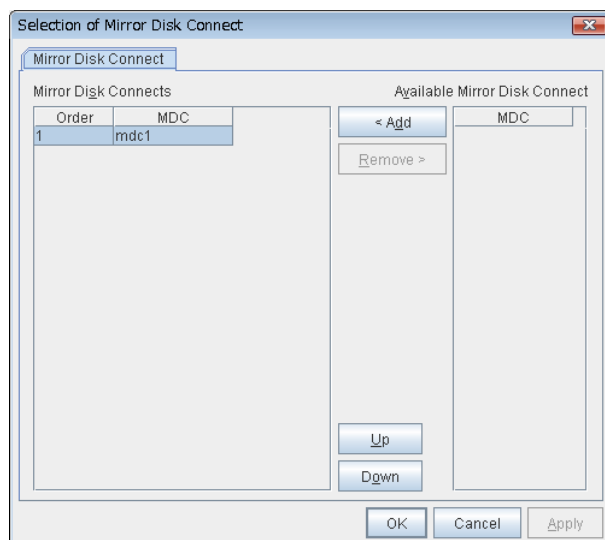 Selection of Mirror Disk Connect
Mirror Disk Connect
Mirror Disk Connects
Available Mirror Disk Connect
Order MDC
1 mdc1
< Add
Remove >
MDC
Up
Down
OK Cancel Apply